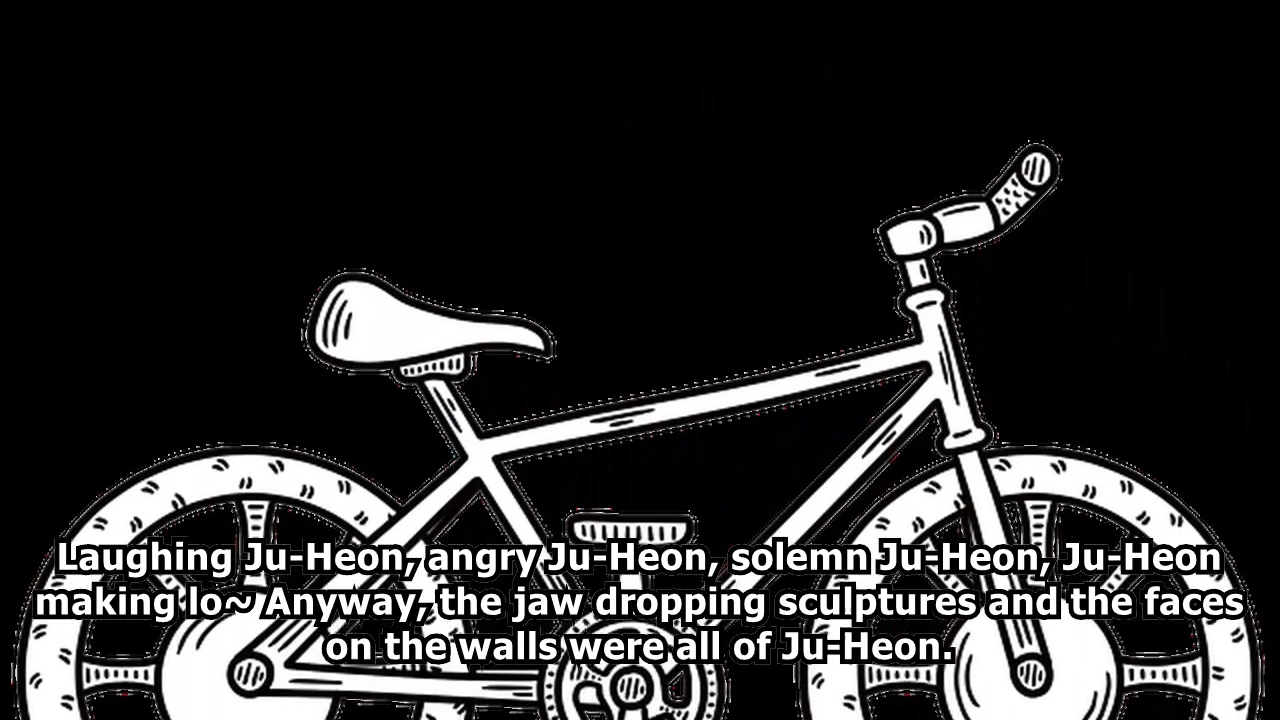 Laughing Ju-Heon, angry Ju-Heon, solemn Ju-Heon, Ju-Heon
making lo~ Anyway, the jaw dropping sculptures and the faces
on the walls were all of Ju-Heon.